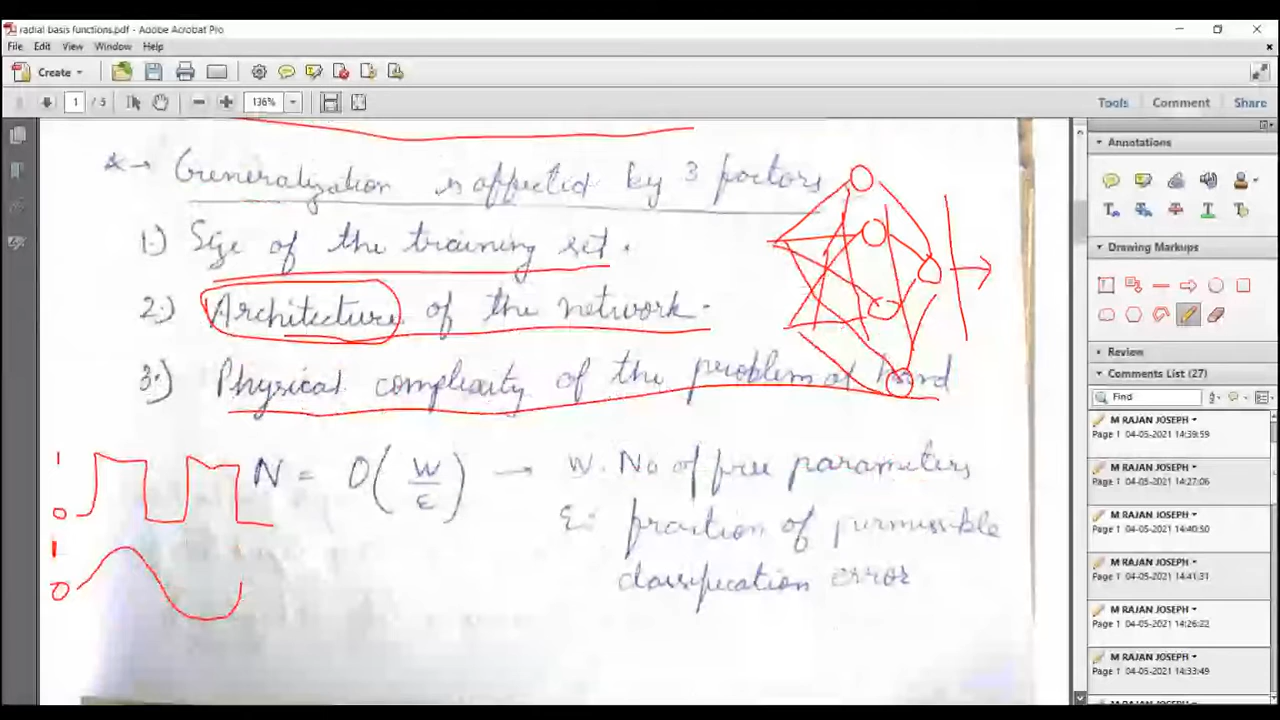 radial basis functions.pdf - Adobe Acrobat Pro
File Edit View Window Help
Create
1 / 5 136% Tools Comment Share
Annotations
Drawing Markups
Review
Comments List (27)
Find
M RAJAN JOSEPH
Page 1 04-05-2021 14:39:59
M RAJAN JOSEPH
Page 1 04-05-2021 14:27:06
M RAJAN JOSEPH
Page 1 04-05-2021 14:40:50
M RAJAN JOSEPH
Page 1 04-05-2021 14:41:31
M RAJAN JOSEPH
Page 1 04-05-2021 14:26:22
M RAJAN JOSEPH
Page 1 04-05-2021 14:33:49
M RAJAN JOSEPH
* → Generalization is affected by 3 factors
1.) Size of the training set.
2.) Architecture of the network.
3.) Physical complexity of the problem at hand
N = O(W/ε) → W. No of free parameters
ε: fraction of permissible
classification error
1
0
1
0